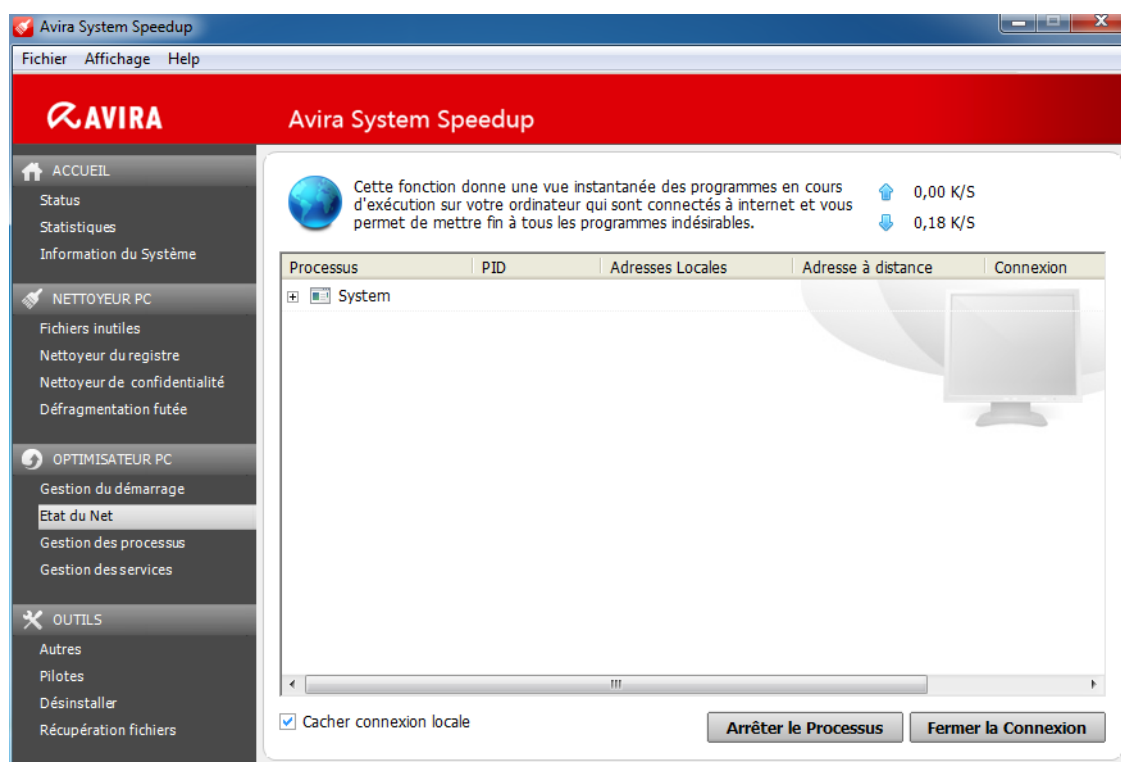 Avira System Speedup
Fichier Affichage Help
AVIRA
Avira System Speedup
ACCUEIL
Status
Statistiques
Information du Système
NETTOYEUR PC
Fichiers inutiles
Nettoyeur du registre
Nettoyeur de confidentialité
Défragmentation futée
OPTIMISATEUR PC
Gestion du démarrage
Etat du Net
Gestion des processus
Gestion des services
OUTILS
Autres
Pilotes
Désinstaller
Récupération fichiers
Cette fonction donne une vue instantanée des programmes en cours
d'exécution sur votre ordinateur qui sont connectés à internet et vous
permet de mettre fin à tous les programmes indésirables.
0,00 K/S
0,18 K/S
Processus PID Adresses Locales Adresse à distance Connexion
System
Cacher connexion locale
Arrêter le Processus Fermer la Connexion